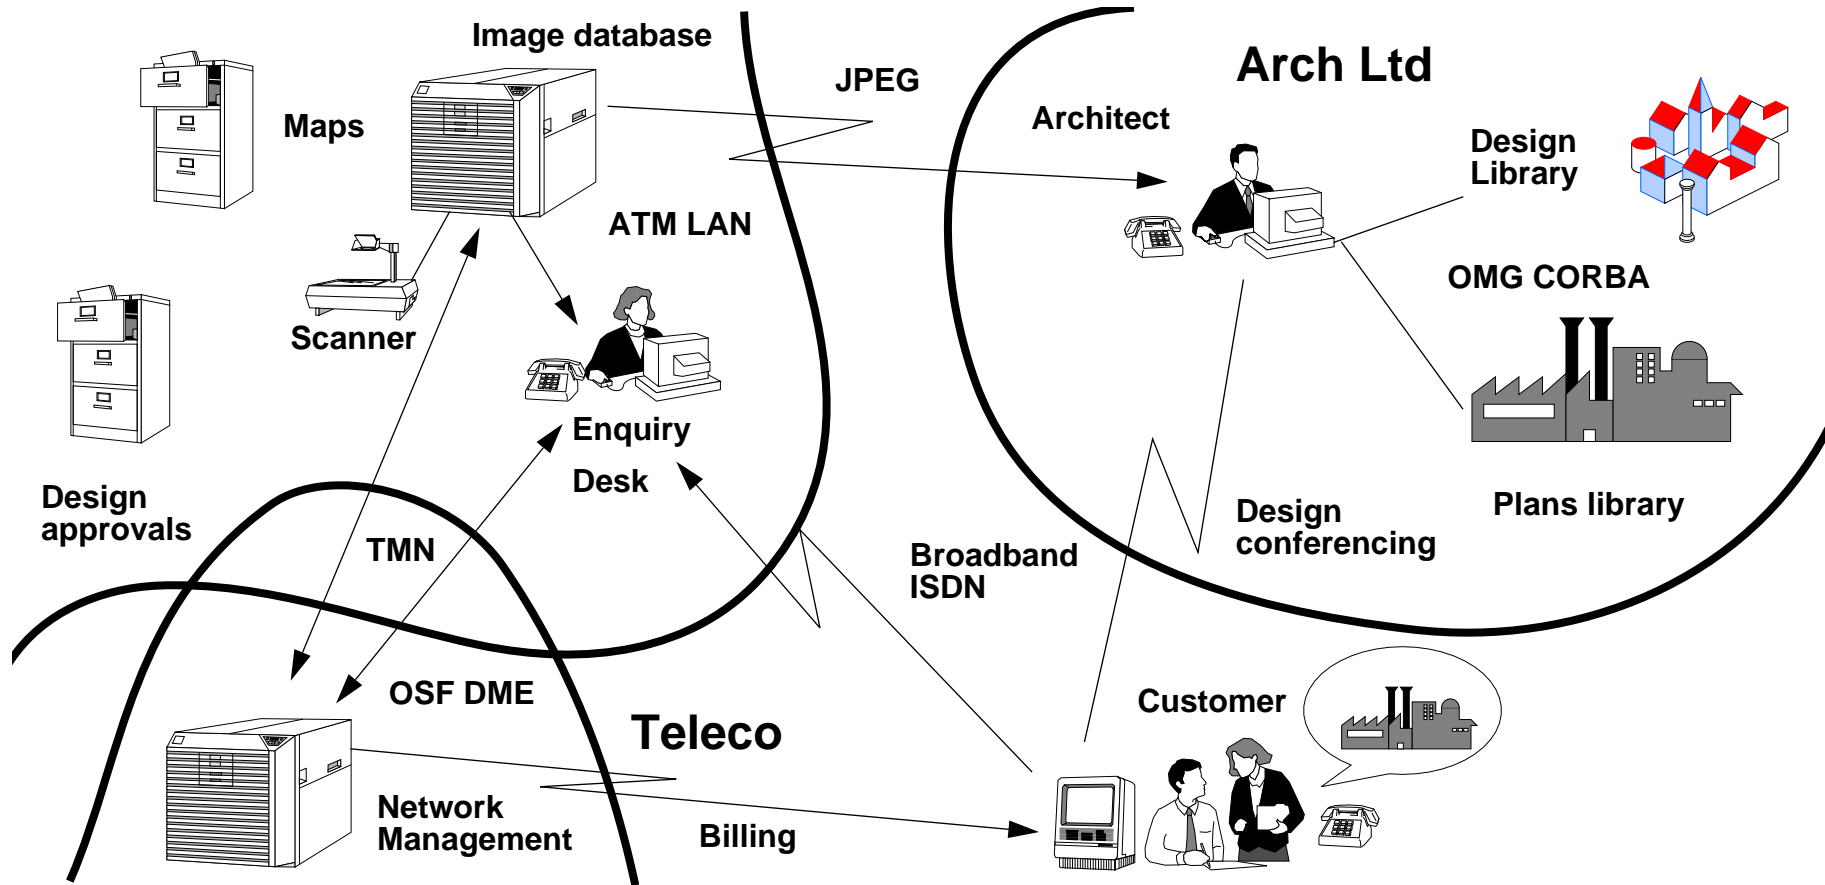 Image database
Arch Ltd
JPEG
Maps
Architect
Design
Library
ATM LAN
OMG CORBA
Scanner
Enquiry
Desk
Design
approvals
Plans library
TMN
Design
conferencing
Broadband
ISDN
OSF DME
Customer
Teleco
Network
Management
Billing